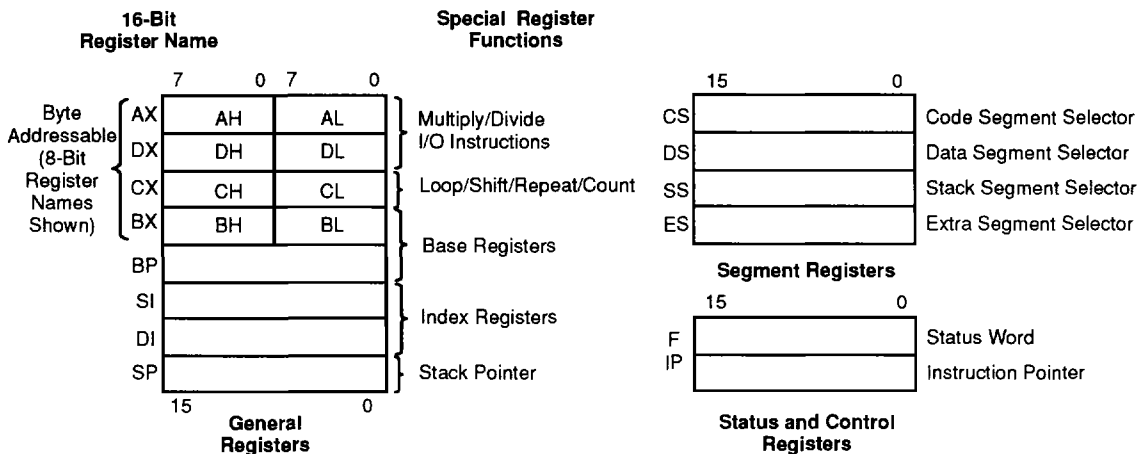 16-Bit
Register Name
Special Register
Functions
7 0 7 0
Byte
Addressable
(8-Bit
Register
Names
Shown)
AX AH AL
DX DH DL
CX CH CL
BX BH BL
BP
SI
DI
SP
15 0
Multiply/Divide
I/O Instructions
Loop/Shift/Repeat/Count
Base Registers
Index Registers
Stack Pointer
General
Registers
15 0
CS Code Segment Selector
DS Data Segment Selector
SS Stack Segment Selector
ES Extra Segment Selector
Segment Registers
15 0
F Status Word
IP Instruction Pointer
Status and Control
Registers